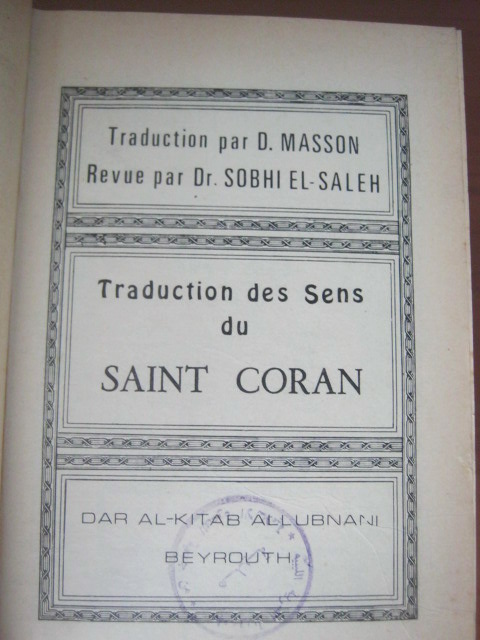 Traduction par D. MASSON
Revue par Dr. SOBHI EL-SALEH
Traduction des Sens
du
SAINT CORAN
DAR AL-KITAB ALLUBNANI
BEYROUTH